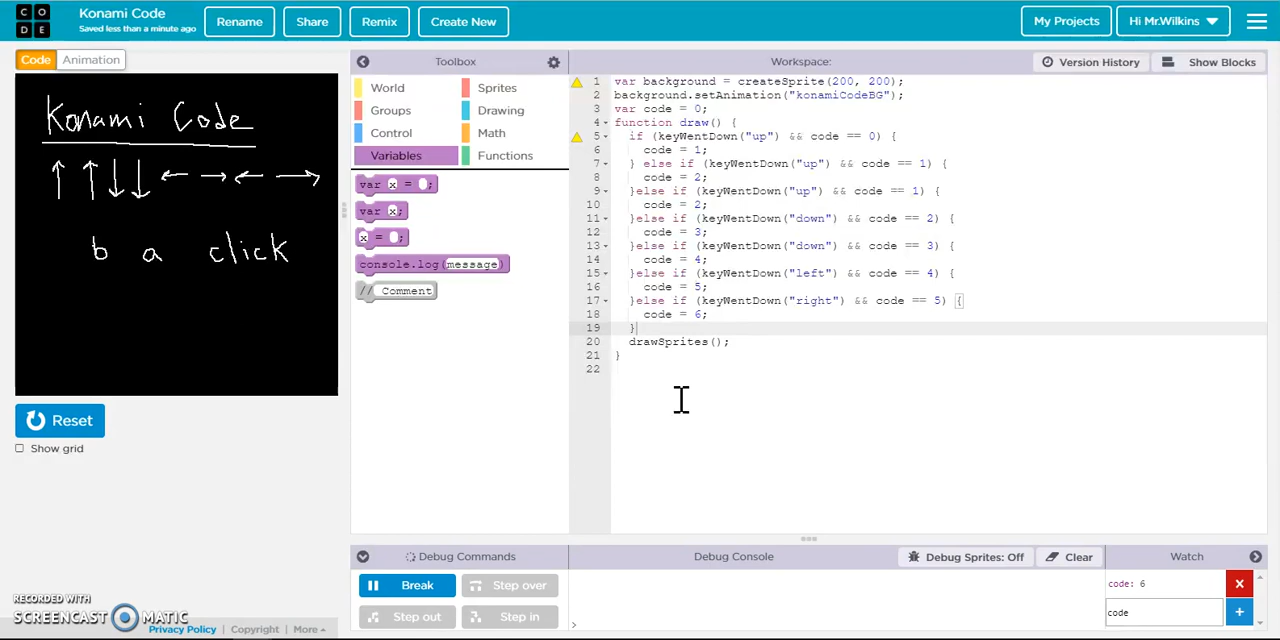 CO
DE
Konami Code
Saved less than a minute ago
Rename
Share
Remix
Create New
My Projects
Hi Mr.Wilkins
Code
Animation
Toolbox
Workspace:
Version History
Show Blocks
Konami Code
↑ ↑ ↓ ↓ ← → ← →
b a click
World
Sprites
Groups
Drawing
Control
Math
Variables
Functions
var x = ;
var x;
x = ;
console.log(message)
// Comment
1 var background = createSprite(200, 200);
2 background.setAnimation("konamiCodeBG");
3 var code = 0;
4 function draw() {
5 if (keyWentDown("up") && code == 0) {
6 code = 1;
7 } else if (keyWentDown("up") && code == 1) {
8 code = 2;
9 }else if (keyWentDown("up") && code == 1) {
10 code = 2;
11 }else if (keyWentDown("down") && code == 2) {
12 code = 3;
13 }else if (keyWentDown("down") && code == 3) {
14 code = 4;
15 }else if (keyWentDown("left") && code == 4) {
16 code = 5;
17 }else if (keyWentDown("right") && code == 5) {
18 code = 6;
19 }
20 drawSprites();
21 }
22
Reset
Show grid
Debug Commands
Debug Console
Debug Sprites: Off
Clear
Watch
Break
Step over
Step out
Step in
>
code: 6
code
RECORDED WITH
SCREENCAST MATIC
Privacy Policy | Copyright | More